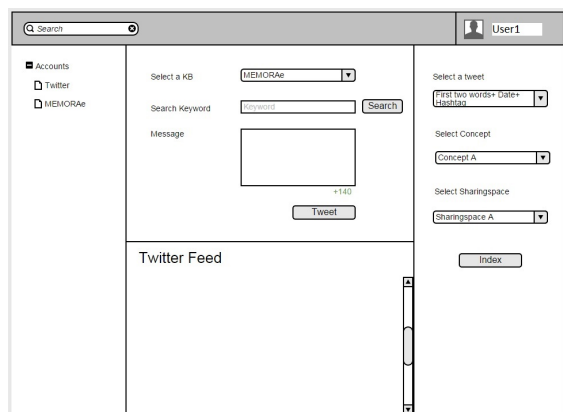 Search
User1
Accounts
Twitter
MEMORAe
Select a KB
MEMORAe
Search Keyword
Keyword
Search
Message
+140
Tweet
Twitter Feed
Select a tweet
First two words+ Date+
Hashtag
Select Concept
Concept A
Select Sharingspace
Sharingspace A
Index